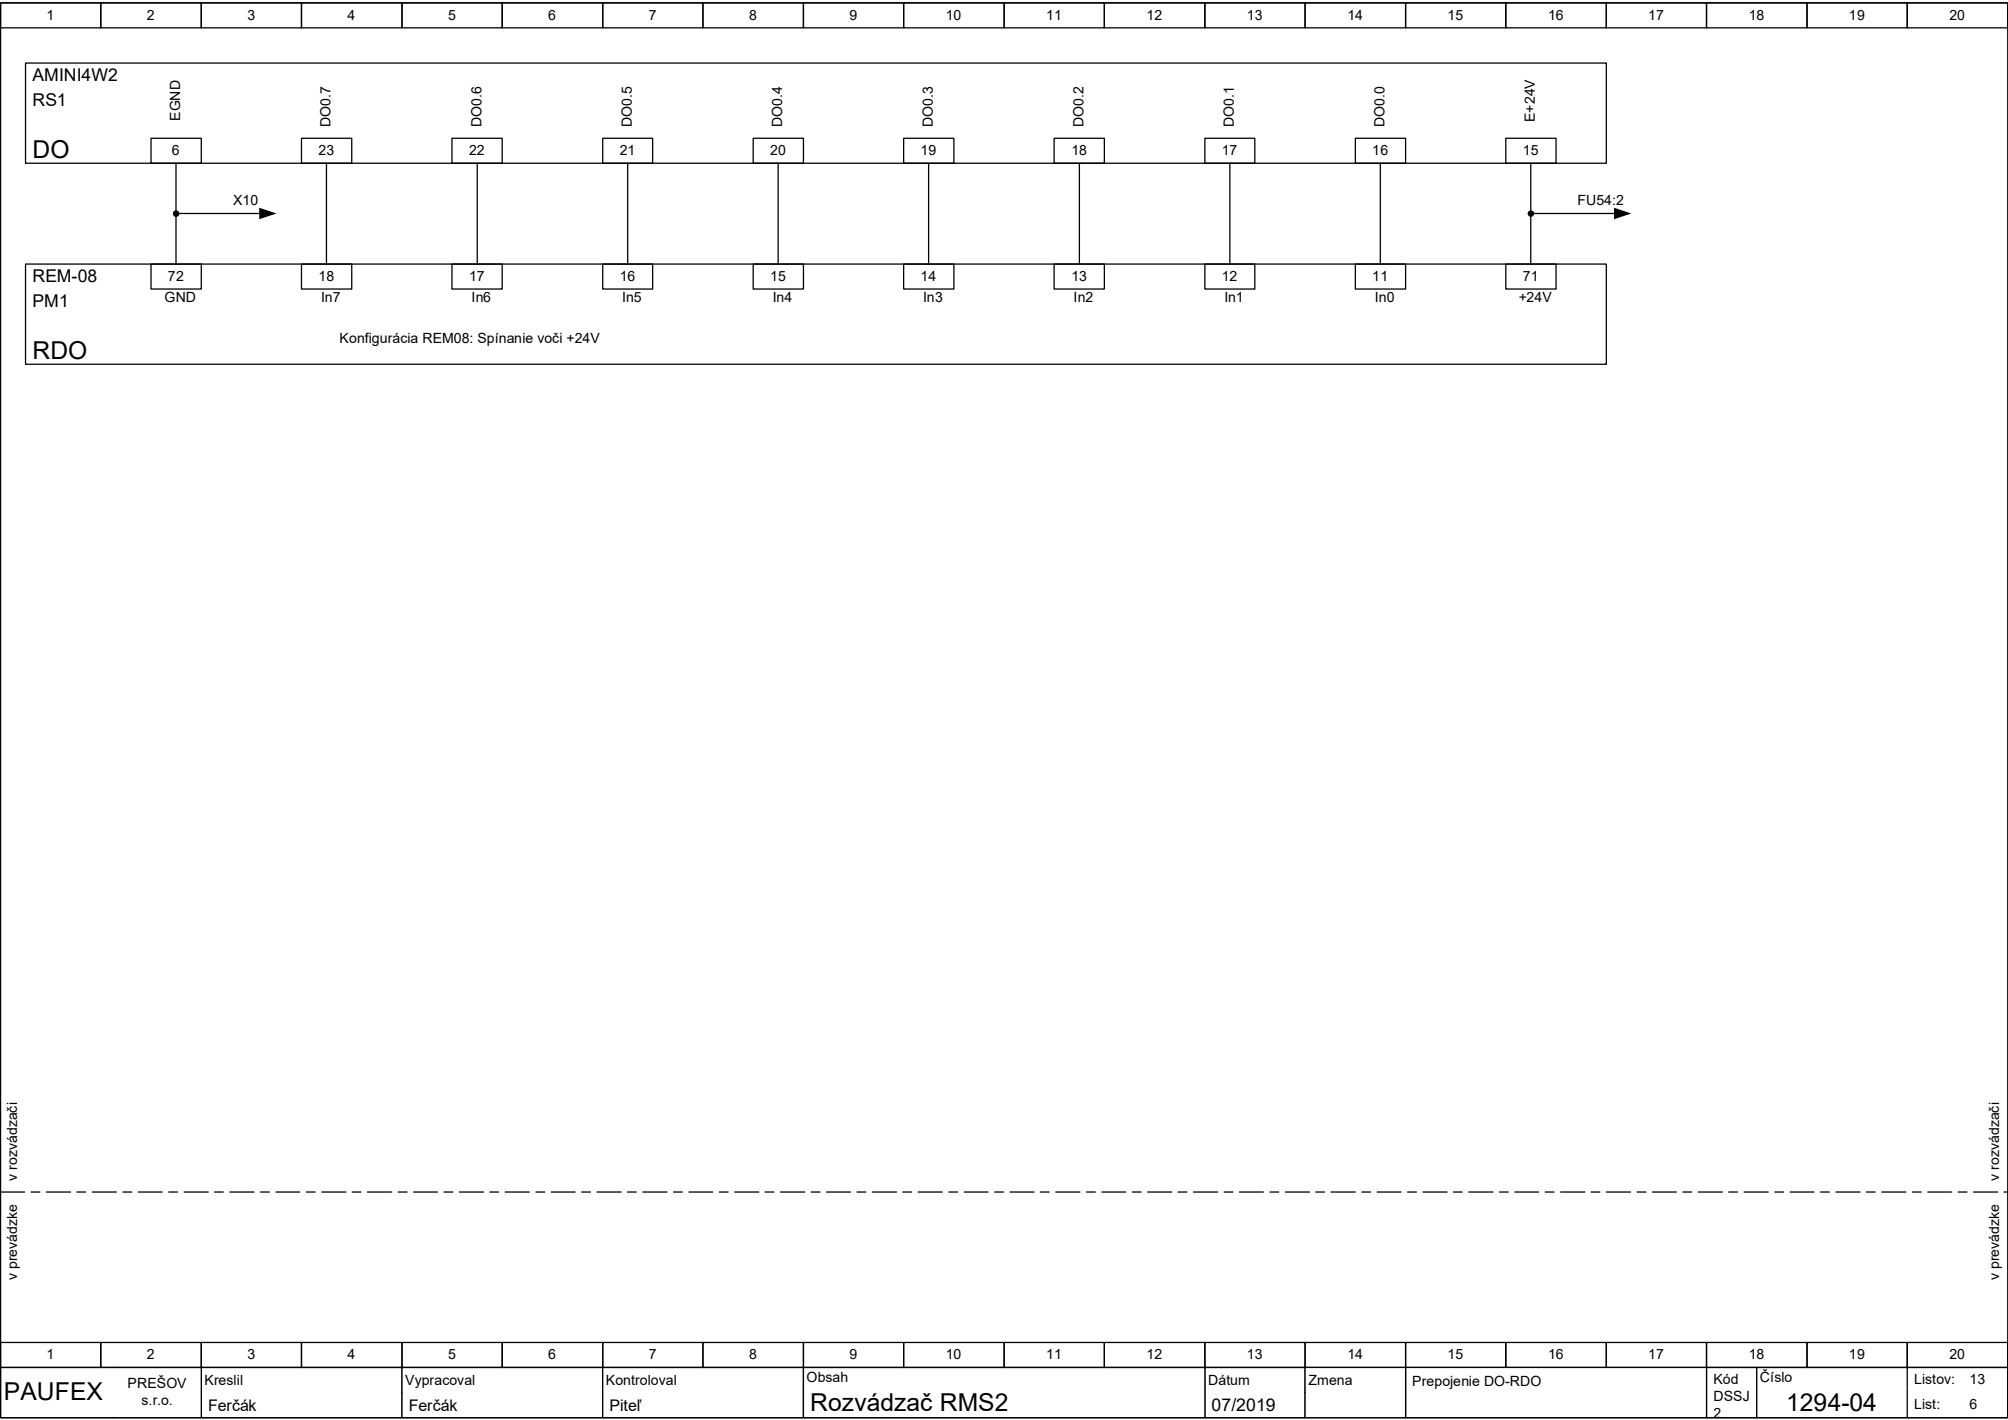 1 2 3 4 5 6 7 8 9 10 11 12 13 14 15 16 17 18 19 20
AMINI4W2
RS1
DO
EGND DO0.7 DO0.6 DO0.5 DO0.4 DO0.3 DO0.2 DO0.1 DO0.0 E+24V
6 23 22 21 20 19 18 17 16 15
X10 FU54:2
REM-08
PM1
RDO
72 18 17 16 15 14 13 12 11 71
GND In7 In6 In5 In4 In3 In2 In1 In0 +24V
Konfigurácia REM08: Spínanie voči +24V
v rozvádzači v rozvádzači
v prevádzke v prevádzke
1 2 3 4 5 6 7 8 9 10 11 12 13 14 15 16 17 18 19 20
PAUFEX
PREŠOV
s.r.o.
Kreslil
Ferčák
Vypracoval
Ferčák
Kontroloval
Piteľ
Obsah
Rozvádzač RMS2
Dátum
07/2019
Zmena
Prepojenie DO-RDO
Kód
DSSJ
2
Číslo
1294-04
Listov: 13
List: 6